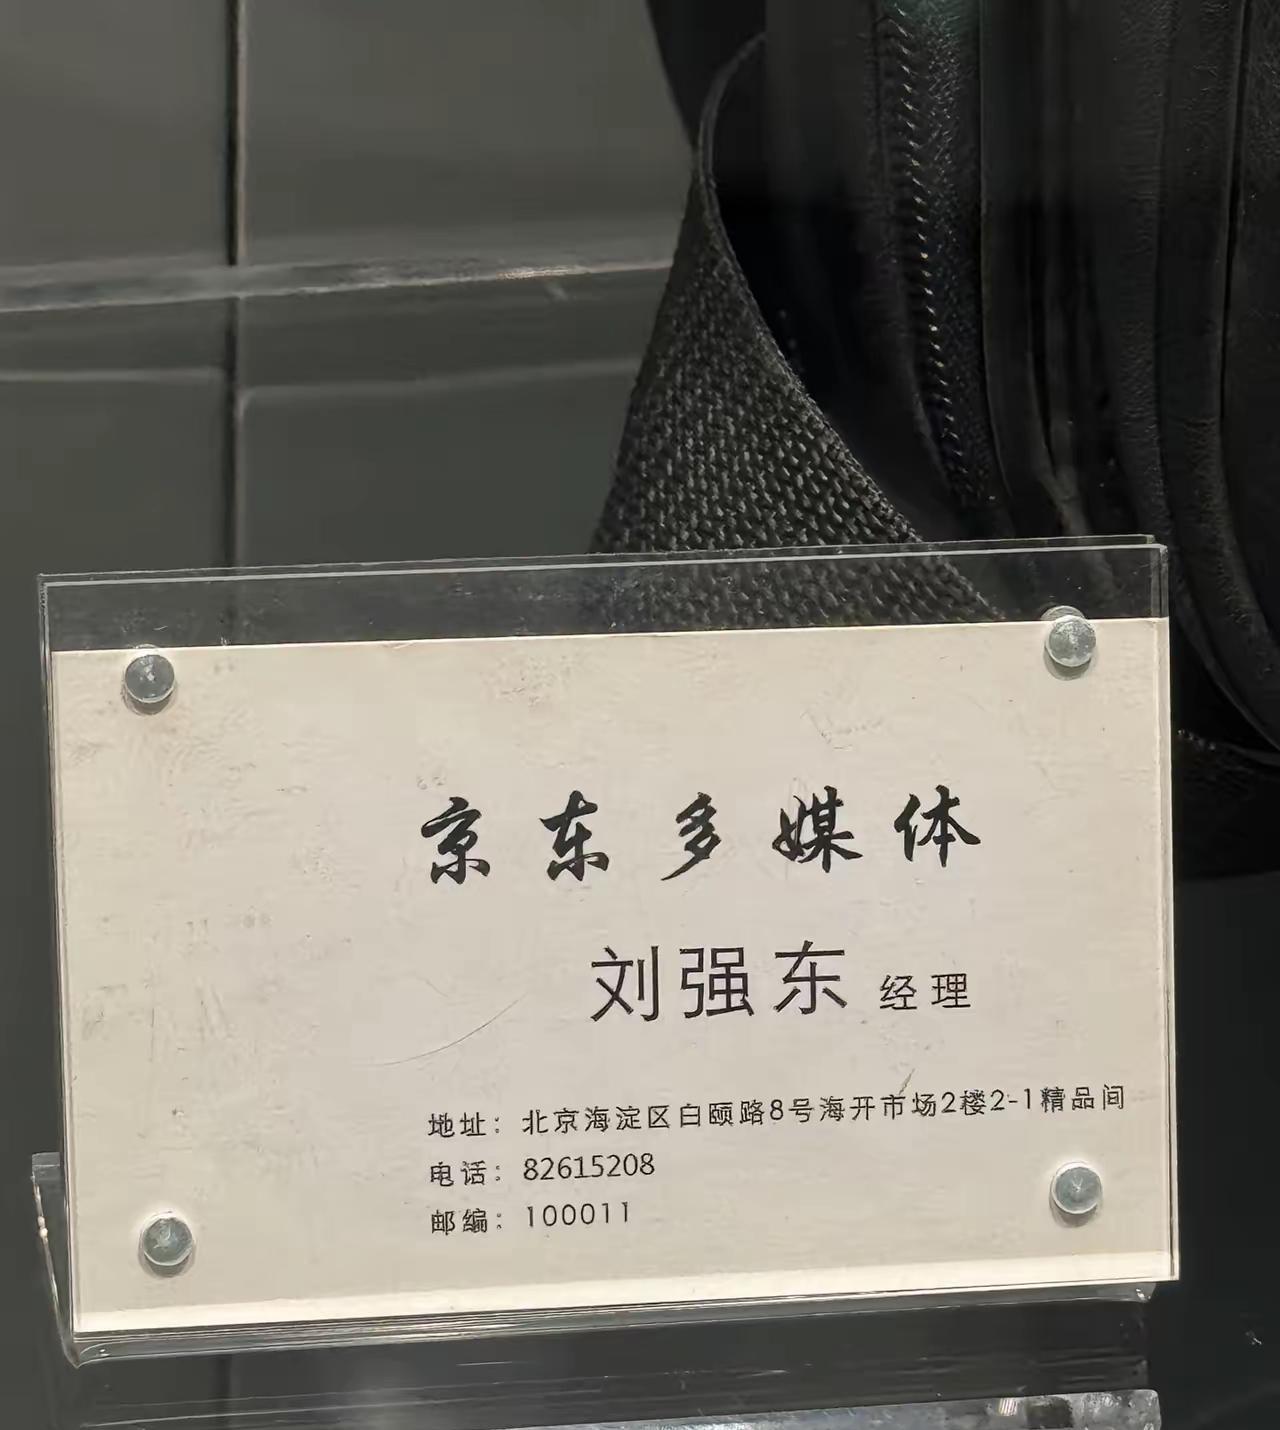 京东多媒体
刘强东 经理
地址：北京海淀区白颐路8号海开市场2楼2-1精品间
电话：82615208
邮编：100011